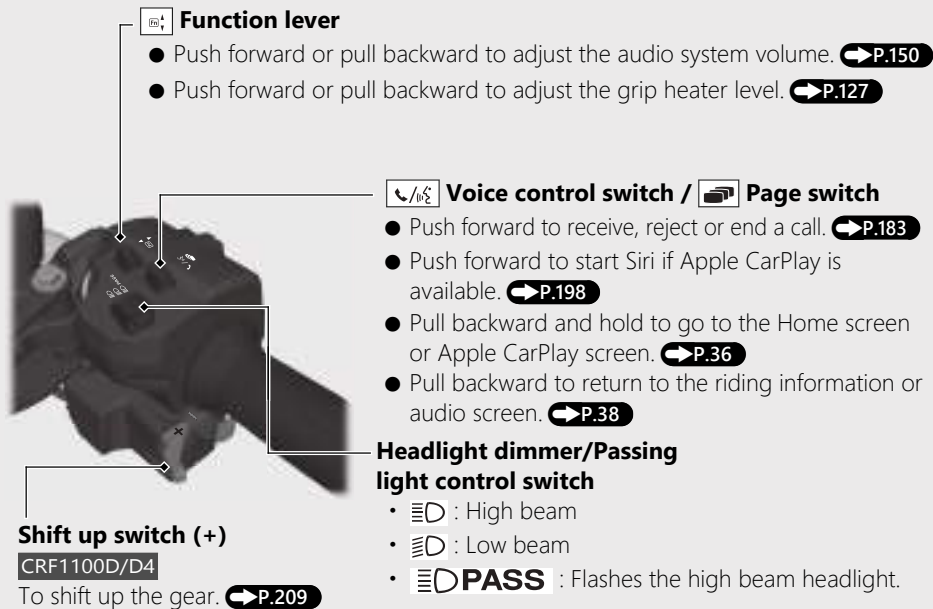 Fn Function lever
● Push forward or pull backward to adjust the audio system volume. P.150
● Push forward or pull backward to adjust the grip heater level. P.127
Voice control switch / Page switch
● Push forward to receive, reject or end a call. P.183
● Push forward to start Siri if Apple CarPlay is
available. P.198
● Pull backward and hold to go to the Home screen
or Apple CarPlay screen. P.36
● Pull backward to return to the riding information or
audio screen. P.38
Headlight dimmer/Passing
light control switch
• : High beam
• : Low beam
• PASS : Flashes the high beam headlight.
Shift up switch (+)
CRF1100D/D4
To shift up the gear. P.209